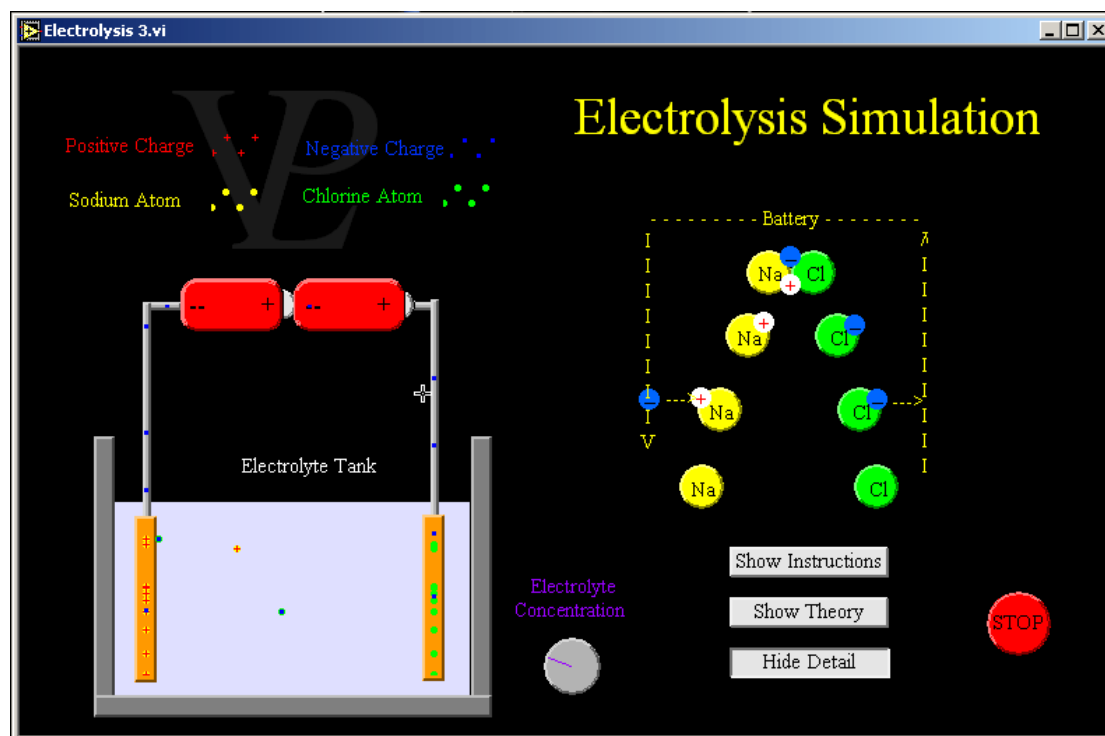 Electrolysis 3.vi
VPL
Electrolysis Simulation
Positive Charge
Negative Charge
Sodium Atom
Chlorine Atom
Battery
Na Cl
Na Cl
Na Cl
Na Cl
-- + -- +
Electrolyte Tank
Electrolyte
Concentration
Show Instructions
Show Theory
Hide Detail
STOP